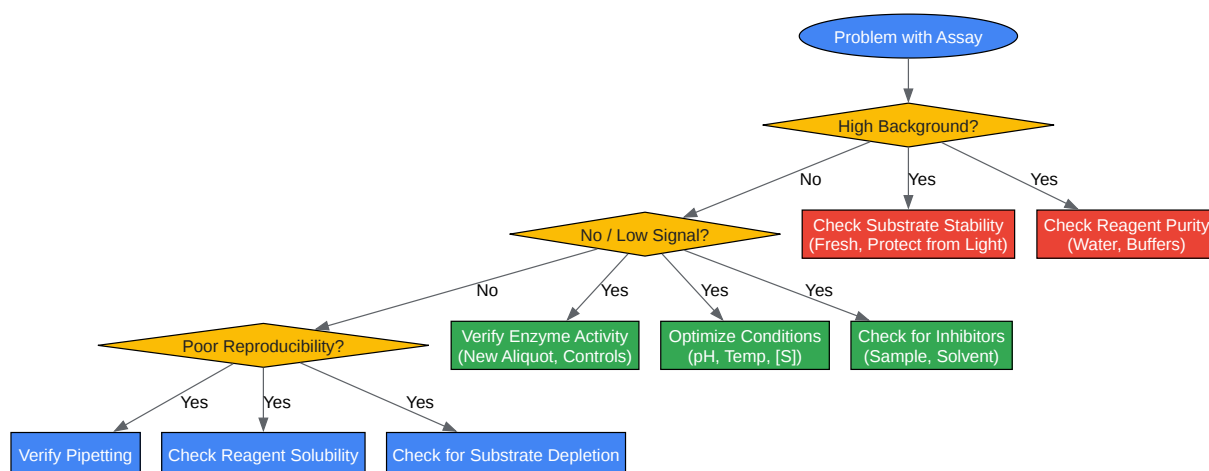 Problem with Assay
High Background?
No
Yes
Yes
No / Low Signal?
Check Substrate Stability
(Fresh, Protect from Light)
Check Reagent Purity
(Water, Buffers)
No
Yes
Yes
Yes
Poor Reproducibility?
Verify Enzyme Activity
(New Aliquot, Controls)
Optimize Conditions
(pH, Temp, [S])
Check for Inhibitors
(Sample, Solvent)
Yes
Yes
Yes
Verify Pipetting
Check Reagent Solubility
Check for Substrate Depletion